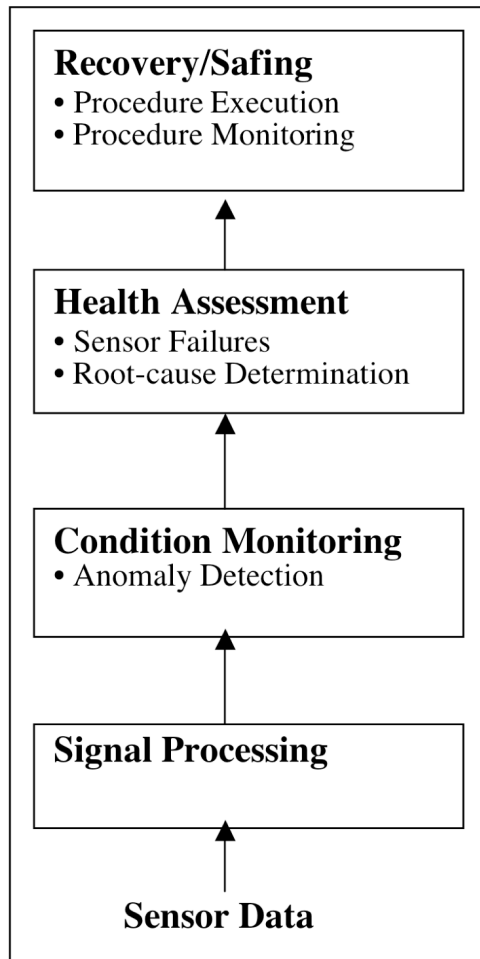 Recovery/Safing
• Procedure Execution
• Procedure Monitoring
Health Assessment
• Sensor Failures
• Root-cause Determination
Condition Monitoring
• Anomaly Detection
Signal Processing
Sensor Data